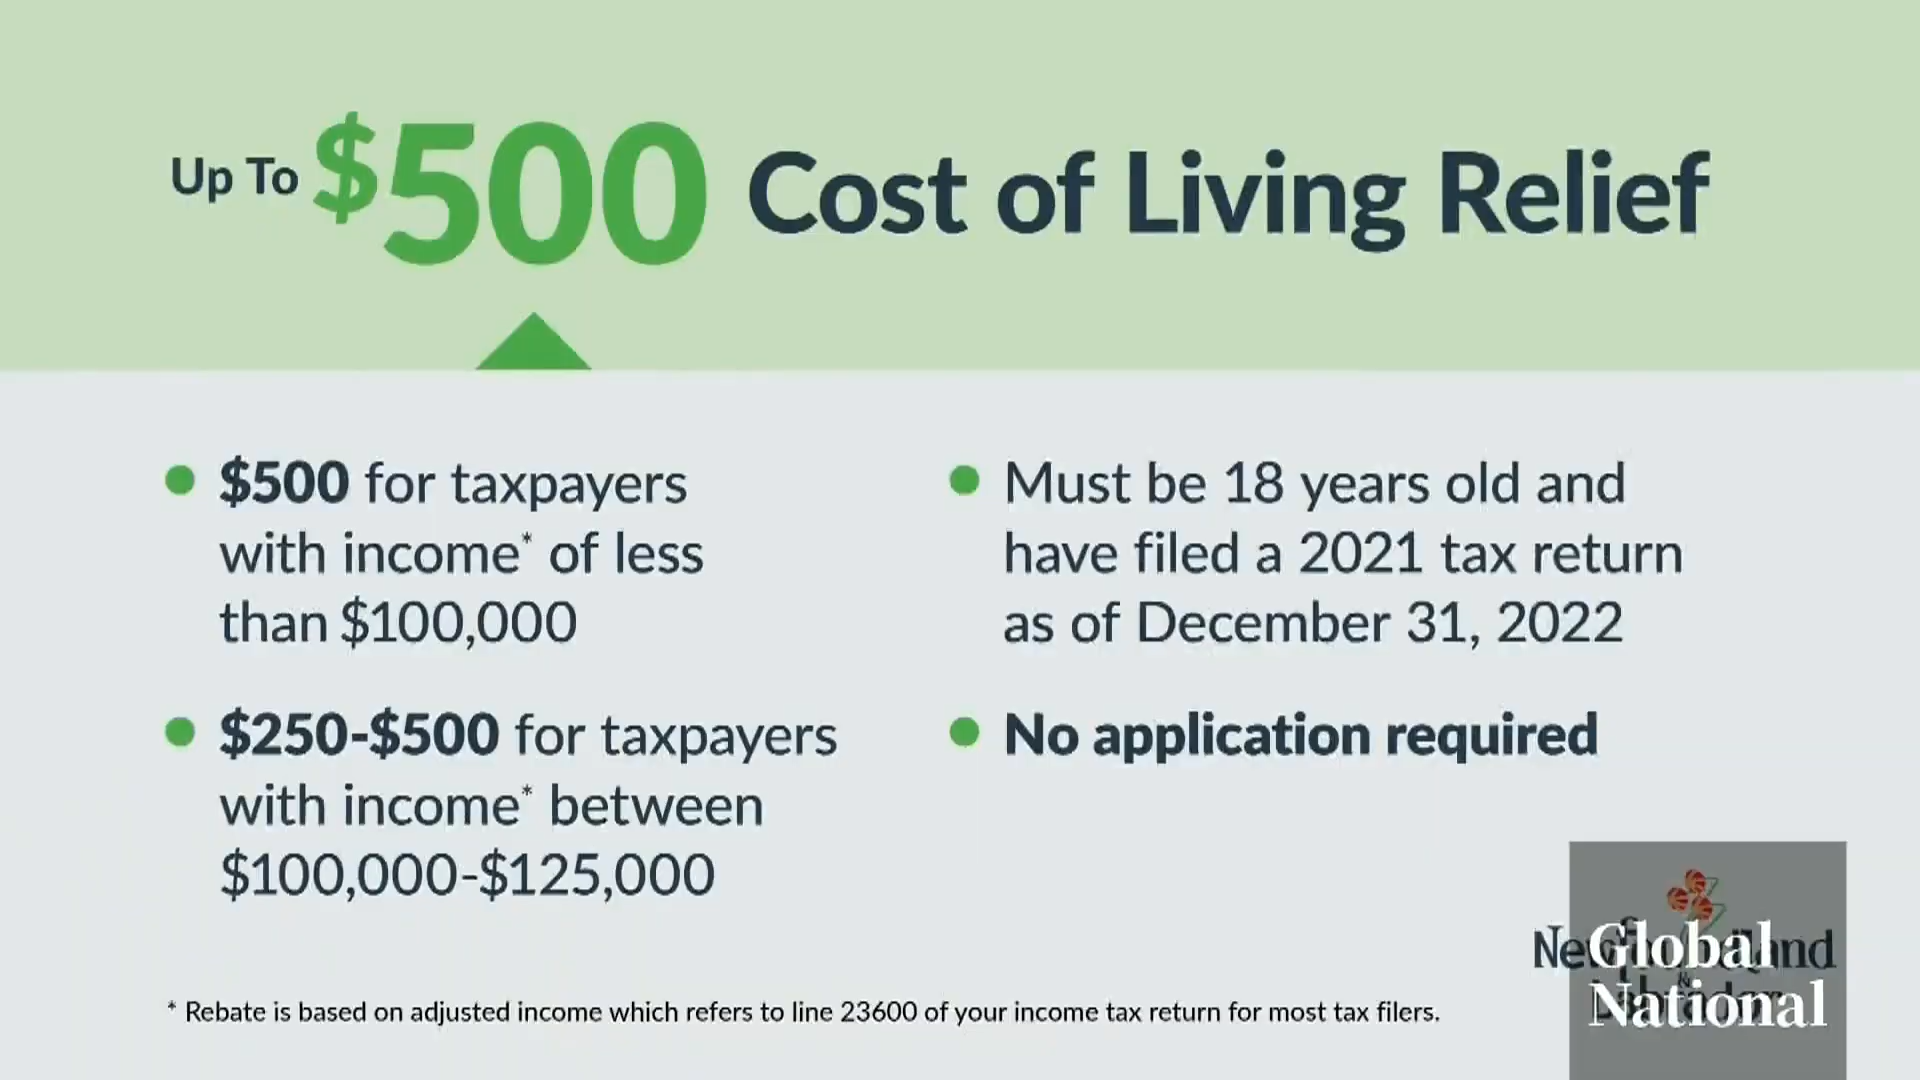 Up To $500 Cost of Living Relief
$500 for taxpayers
with income* of less
than $100,000
$250-$500 for taxpayers
with income* between
$100,000-$125,000
Must be 18 years old and
have filed a 2021 tax return
as of December 31, 2022
No application required
* Rebate is based on adjusted income which refers to line 23600 of your income tax return for most tax filers.
Global
National